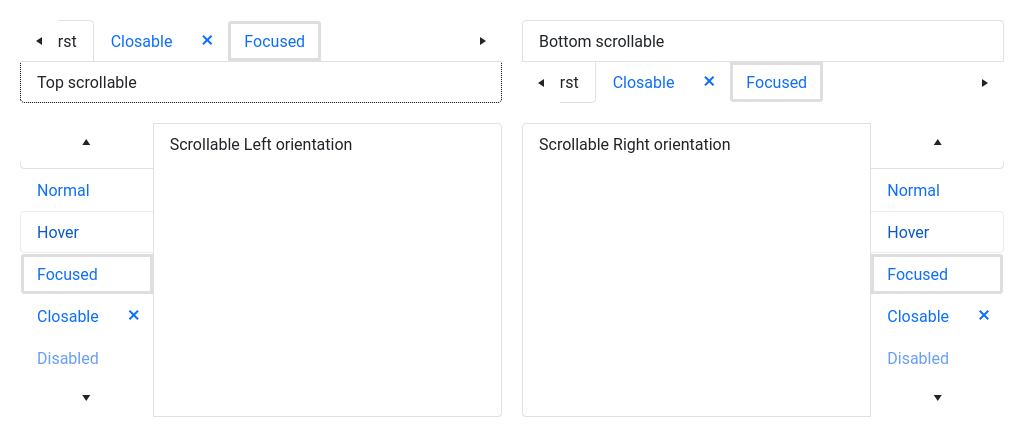 rst Closable Focused
Top scrollable
Bottom scrollable
rst Closable Focused
Normal
Hover
Focused
Closable
Disabled
Scrollable Left orientation
Scrollable Right orientation
Normal
Hover
Focused
Closable
Disabled